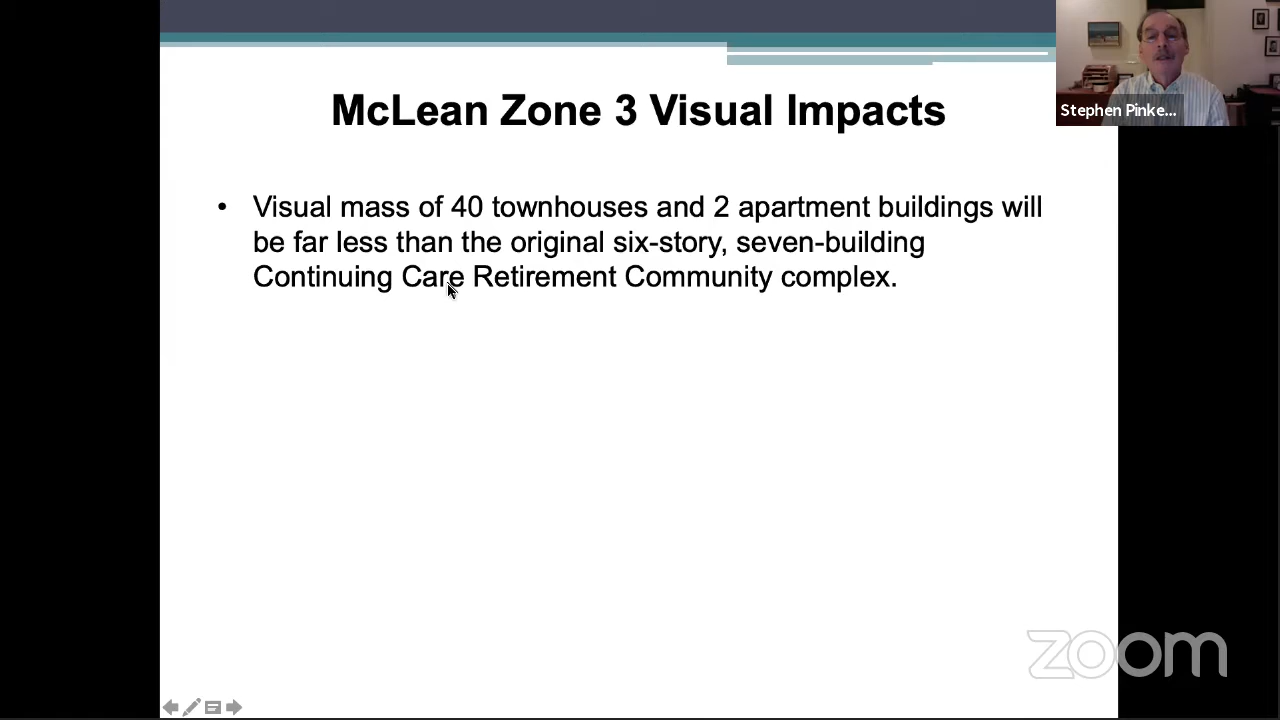 McLean Zone 3 Visual Impacts
Stephen Pinke...
• Visual mass of 40 townhouses and 2 apartment buildings will
be far less than the original six-story, seven-building
Continuing Care Retirement Community complex.
zoom